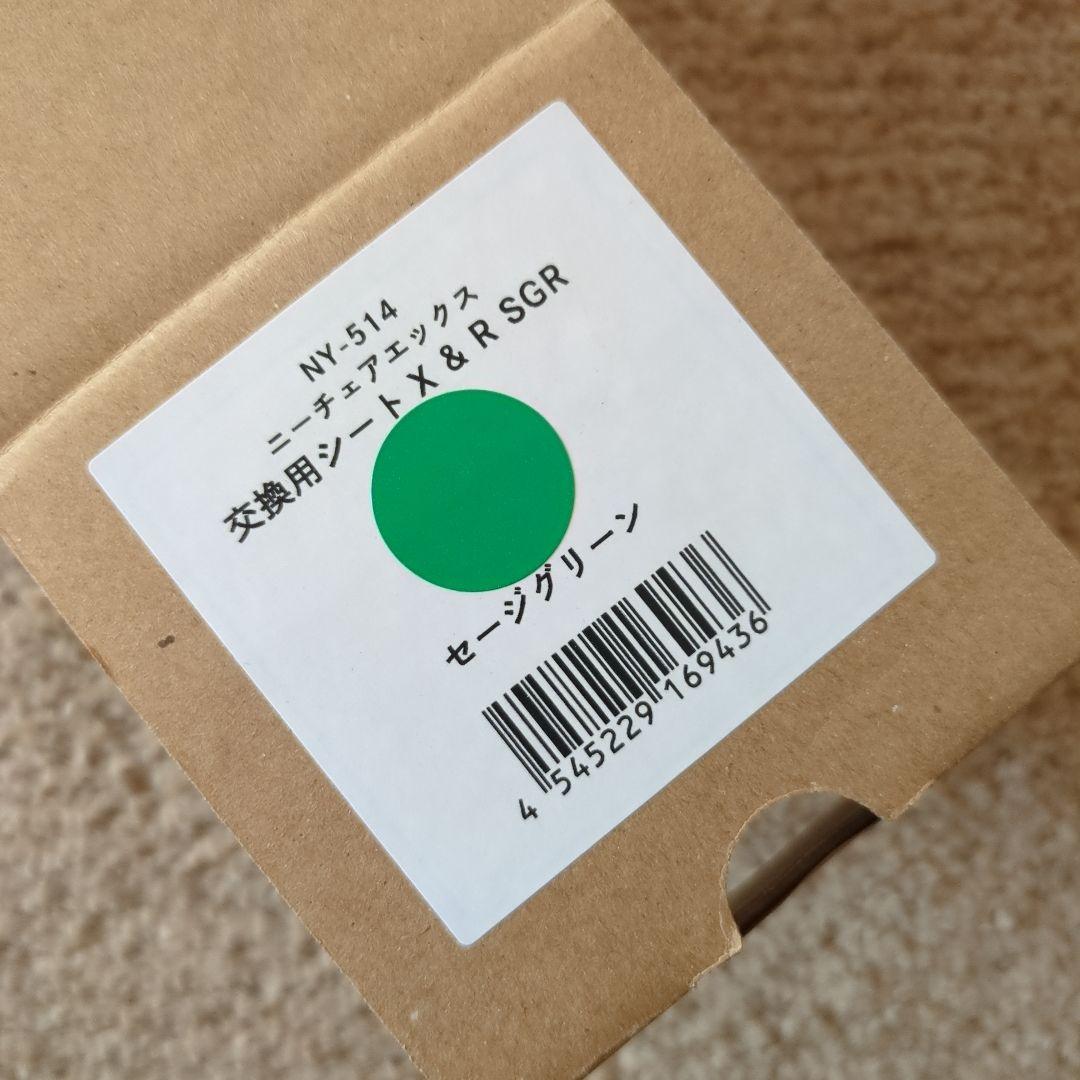 NY-514
ニーチェアエックス
交換用シート X & R SGR
セージグリーン
4 545229 169436